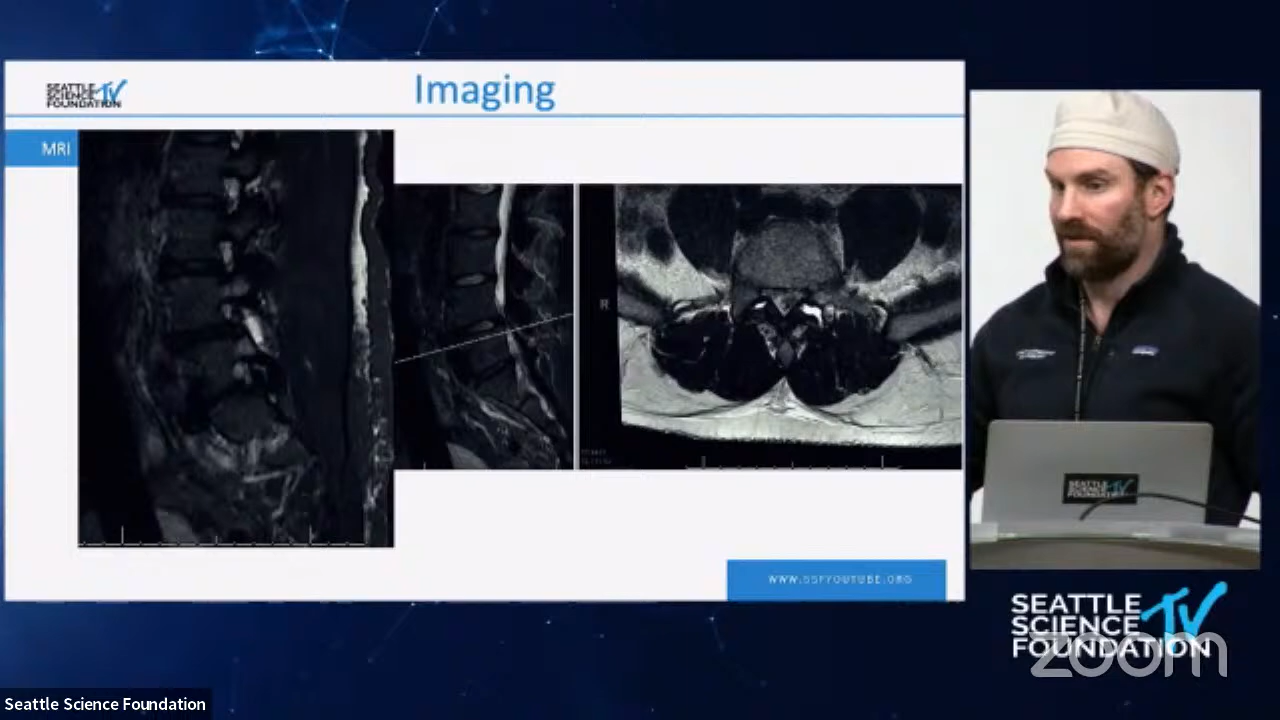 Imaging
SEATTLE
SCIENCE TV
FOUNDATION
MRI
R
WWW.SSFYOUTUBE.ORG
SEATTLE
SCIENCE TV
FOUNDATION
SEATTLE
SCIENCE TV
FOUNDATION
zoom
Seattle Science Foundation